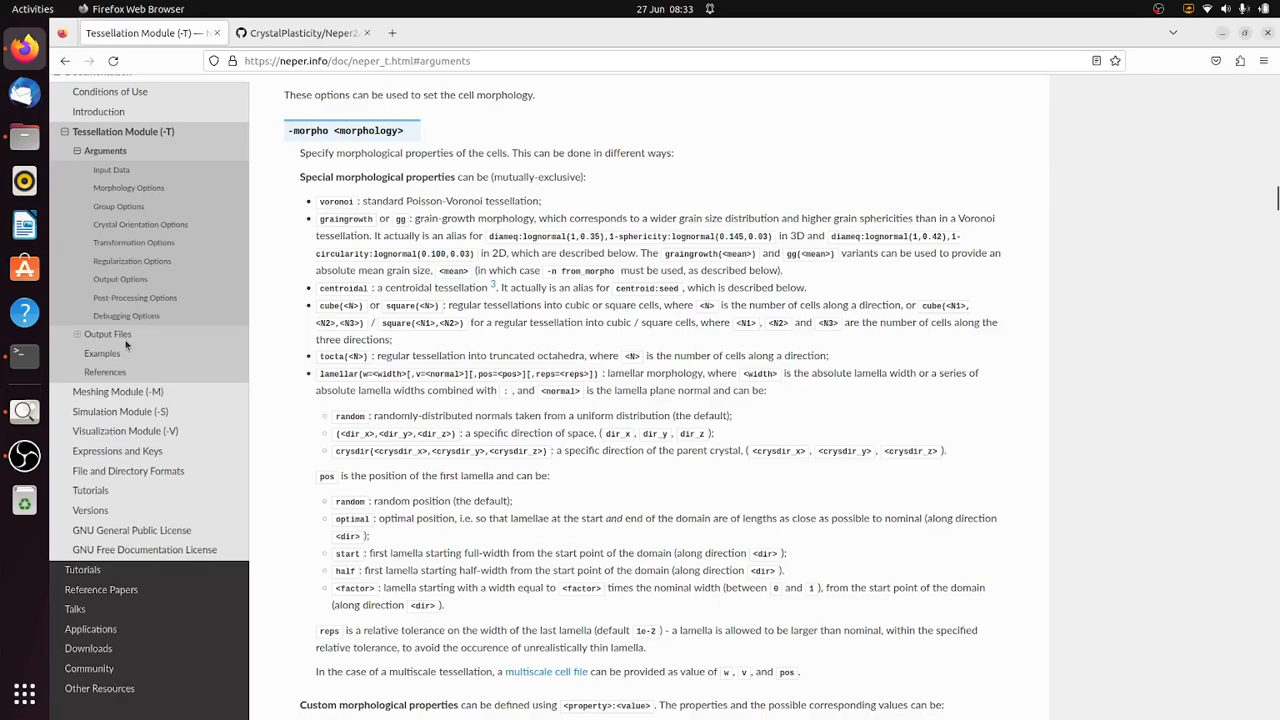 Activities
Firefox Web Browser
27 Jun 08:33
Tessellation Module (-T) —
CrystalPlasticity/Neper2
https://neper.info/doc/neper_t.html#arguments
Conditions of Use
Introduction
Tessellation Module (-T)
Arguments
Input Data
Morphology Options
Group Options
Crystal Orientation Options
Transformation Options
Regularization Options
Output Options
Post-Processing Options
Debugging Options
Output Files
Examples
References
Meshing Module (-M)
Simulation Module (-S)
Visualization Module (-V)
Expressions and Keys
File and Directory Formats
Tutorials
Versions
GNU General Public License
GNU Free Documentation License
Tutorials
Reference Papers
Talks
Applications
Downloads
Community
Other Resources
These options can be used to set the cell morphology.
-morpho <morphology>
Specify morphological properties of the cells. This can be done in different ways:
Special morphological properties can be (mutually-exclusive):
voronoi : standard Poisson-Voronoi tessellation;
graingrowth or gg : grain-growth morphology, which corresponds to a wider grain size distribution and higher grain sphericities than in a Voronoi
tessellation. It actually is an alias for diameq:lognormal(1,0.35),1-sphericity:lognormal(0.145,0.03) in 3D and diameq:lognormal(1,0.42),1-
circularity:lognormal(0.100,0.03) in 2D, which are described below. The graingrowth(<mean>) and gg(<mean>) variants can be used to provide an
absolute mean grain size, <mean> (in which case -n from_morpho must be used, as described below).
centroidal : a centroidal tessellation 3. It actually is an alias for centroid:seed , which is described below.
cube(<N>) or square(<N>) : regular tessellations into cubic or square cells, where <N> is the number of cells along a direction, or cube(<N1>,
<N2>,<N3>) / square(<N1>,<N2>) for a regular tessellation into cubic / square cells, where <N1> , <N2> and <N3> are the number of cells along the
three directions;
tocta(<N>) : regular tessellation into truncated octahedra, where <N> is the number of cells along a direction;
lamellar(w=<width>[,v=<normal>][,pos=<pos>][,reps=<reps>]) : lamellar morphology, where <width> is the absolute lamella width or a series of
absolute lamella widths combined with : , and <normal> is the lamella plane normal and can be:
random : randomly-distributed normals taken from a uniform distribution (the default);
(<dir_x>,<dir_y>,<dir_z>) : a specific direction of space, ( dir_x , dir_y , dir_z );
crysdir(<crysdir_x>,<crysdir_y>,<crysdir_z>) : a specific direction of the parent crystal, ( <crysdir_x> , <crysdir_y> , <crysdir_z> ).
pos is the position of the first lamella and can be:
random : random position (the default);
optimal : optimal position, i.e. so that lamellae at the start and end of the domain are of lengths as close as possible to nominal (along direction
<dir> );
start : first lamella starting full-width from the start point of the domain (along direction <dir> );
half : first lamella starting half-width from the start point of the domain (along direction <dir> ).
<factor> : lamella starting with a width equal to <factor> times the nominal width (between 0 and 1 ), from the start point of the domain
(along direction <dir> ).
reps is a relative tolerance on the width of the last lamella (default 1e-2 ) - a lamella is allowed to be larger than nominal, within the specified
relative tolerance, to avoid the occurence of unrealistically thin lamella.
In the case of a multiscale tessellation, a multiscale cell file can be provided as value of w , v , and pos .
Custom morphological properties can be defined using <property>:<value> . The properties and the possible corresponding values can be: